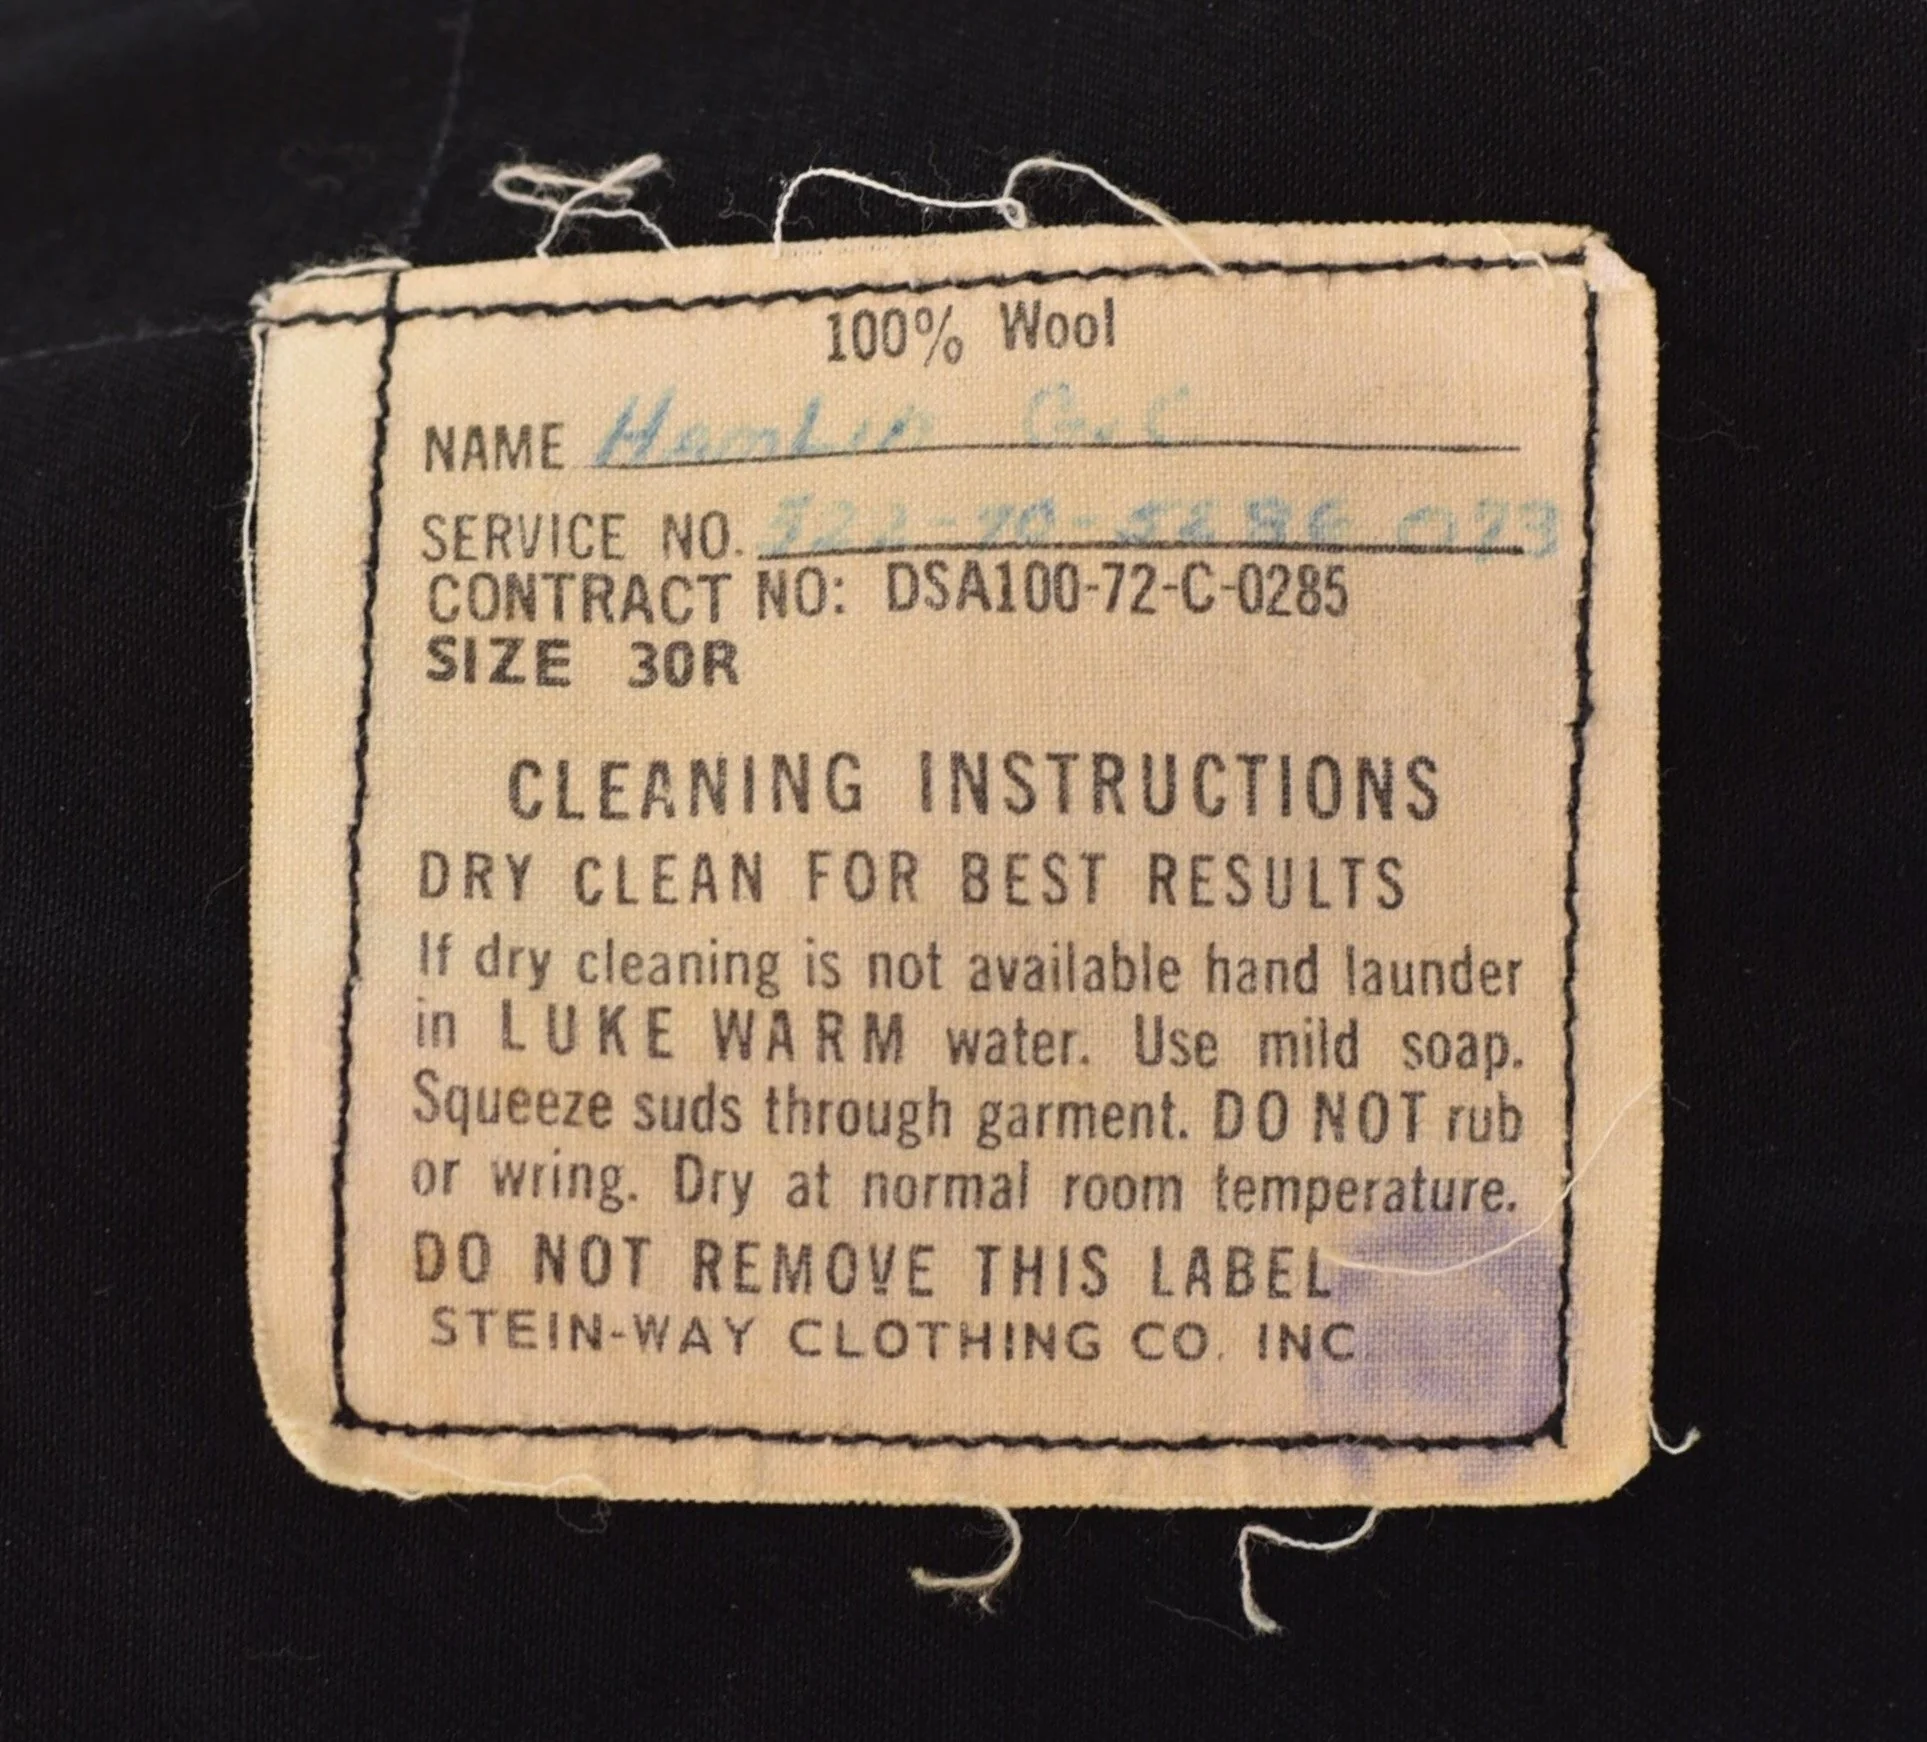 100% Wool
NAME Hamlin
SERVICE NO.
CONTRACT NO: DSA100-72-C-0285
SIZE 30R
CLEANING INSTRUCTIONS
DRY CLEAN FOR BEST RESULTS
If dry cleaning is not available hand launder
in LUKE WARM water. Use mild soap.
Squeeze suds through garment. DO NOT rub
or wring. Dry at normal room temperature.
DO NOT REMOVE THIS LABEL
STEIN-WAY CLOTHING CO. INC.